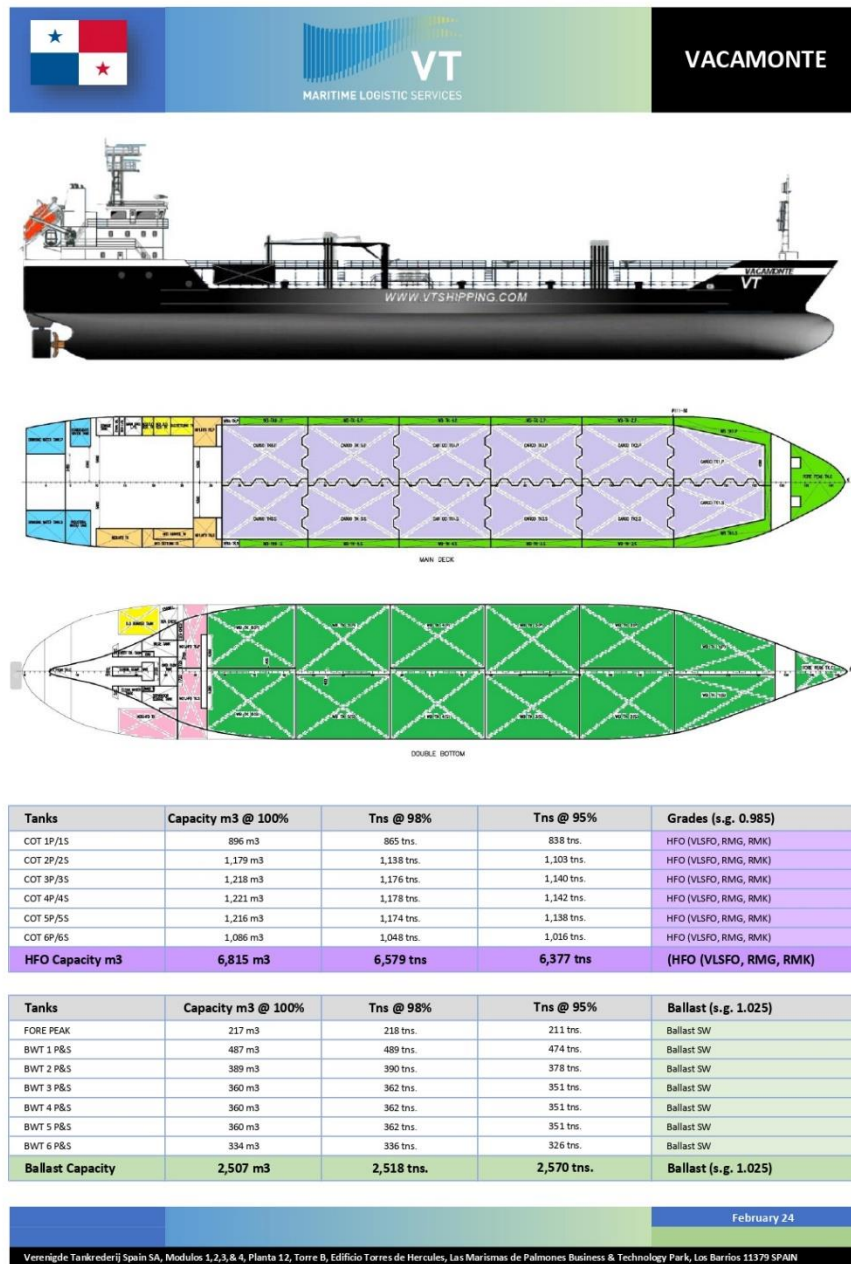 VT
MARITIME LOGISTIC SERVICES
VACAMONTE
VACAMONTE
VT
WWW.VTSHIPPING.COM
MAIN DECK
DOUBLE BOTTOM
Tanks Capacity m3 @ 100% Tns @ 98% Tns @ 95% Grades (s.g. 0.985)
COT 1P/1S 896 m3 865 tns. 838 tns. HFO (VLSFO, RMG, RMK)
COT 2P/2S 1,179 m3 1,138 tns. 1,103 tns. HFO (VLSFO, RMG, RMK)
COT 3P/3S 1,218 m3 1,176 tns. 1,140 tns. HFO (VLSFO, RMG, RMK)
COT 4P/4S 1,221 m3 1,178 tns. 1,142 tns. HFO (VLSFO, RMG, RMK)
COT 5P/5S 1,216 m3 1,174 tns. 1,138 tns. HFO (VLSFO, RMG, RMK)
COT 6P/6S 1,086 m3 1,048 tns. 1,016 tns. HFO (VLSFO, RMG, RMK)
HFO Capacity m3 6,815 m3 6,579 tns 6,377 tns (HFO (VLSFO, RMG, RMK)
Tanks Capacity m3 @ 100% Tns @ 98% Tns @ 95% Ballast (s.g. 1.025)
FORE PEAK 217 m3 218 tns. 211 tns. Ballast SW
BWT 1 P&S 487 m3 489 tns. 474 tns. Ballast SW
BWT 2 P&S 389 m3 390 tns. 378 tns. Ballast SW
BWT 3 P&S 360 m3 362 tns. 351 tns. Ballast SW
BWT 4 P&S 360 m3 362 tns. 351 tns. Ballast SW
BWT 5 P&S 360 m3 362 tns. 351 tns. Ballast SW
BWT 6 P&S 334 m3 336 tns. 326 tns. Ballast SW
Ballast Capacity 2,507 m3 2,518 tns. 2,570 tns. Ballast (s.g. 1.025)
February 24
Verenigde Tankrederij Spain SA, Modulos 1,2,3,& 4, Planta 12, Torre B, Edificio Torres de Hercules, Las Marismas de Palmones Business & Technology Park, Los Barrios 11379 SPAIN